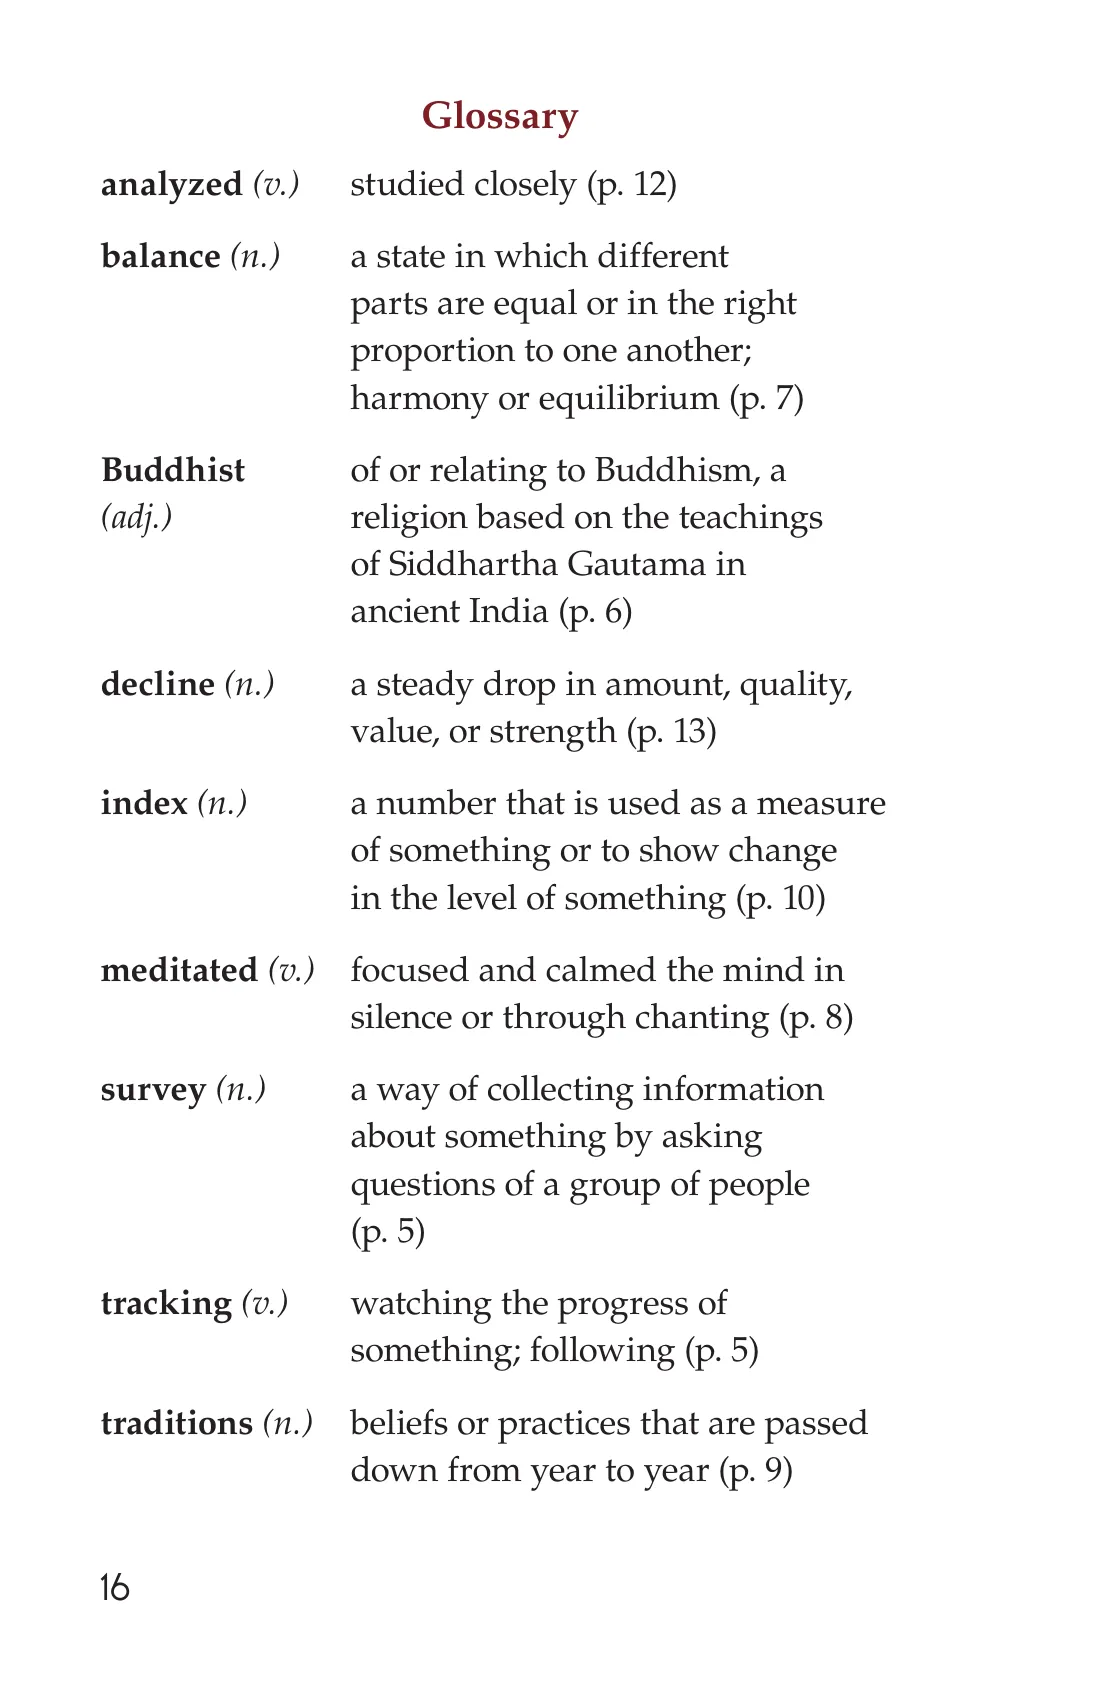 Glossary
analyzed (v.) studied closely (p. 12)
balance (n.) a state in which different
parts are equal or in the right
proportion to one another;
harmony or equilibrium (p. 7)
Buddhist of or relating to Buddhism, a
(adj.) religion based on the teachings
of Siddhartha Gautama in
ancient India (p. 6)
decline (n.) a steady drop in amount, quality,
value, or strength (p. 13)
index (n.) a number that is used as a measure
of something or to show change
in the level of something (p. 10)
meditated (v.) focused and calmed the mind in
silence or through chanting (p. 8)
survey (n.) a way of collecting information
about something by asking
questions of a group of people
(p. 5)
tracking (v.) watching the progress of
something; following (p. 5)
traditions (n.) beliefs or practices that are passed
down from year to year (p. 9)
16